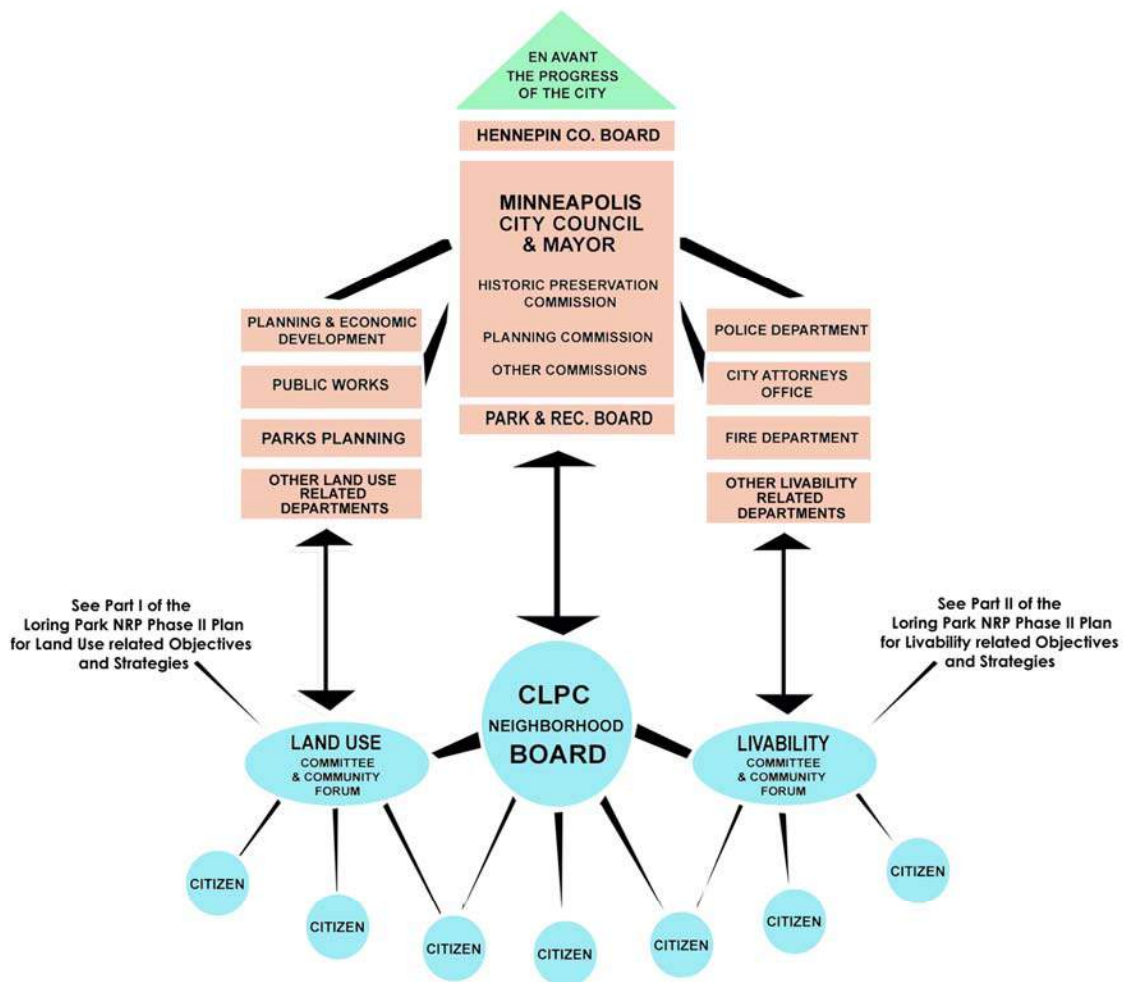 EN AVANT
THE PROGRESS
OF THE CITY
HENNEPIN CO. BOARD
MINNEAPOLIS
CITY COUNCIL
& MAYOR
HISTORIC PRESERVATION
COMMISSION
PLANNING COMMISSION
OTHER COMMISSIONS
PARK & REC. BOARD
PLANNING & ECONOMIC
DEVELOPMENT
PUBLIC WORKS
PARKS PLANNING
OTHER LAND USE
RELATED
DEPARTMENTS
POLICE DEPARTMENT
CITY ATTORNEYS
OFFICE
FIRE DEPARTMENT
OTHER LIVABILITY
RELATED
DEPARTMENTS
See Part I of the
Loring Park NRP Phase II Plan
for Land Use related Objectives
and Strategies
See Part II of the
Loring Park NRP Phase II Plan
for Livability related Objectives
and Strategies
LAND USE
COMMITTEE
& COMMUNITY
FORUM
CLPC
NEIGHBORHOOD
BOARD
LIVABILITY
COMMITTEE
& COMMUNITY
FORUM
CITIZEN
CITIZEN
CITIZEN
CITIZEN
CITIZEN
CITIZEN
CITIZEN